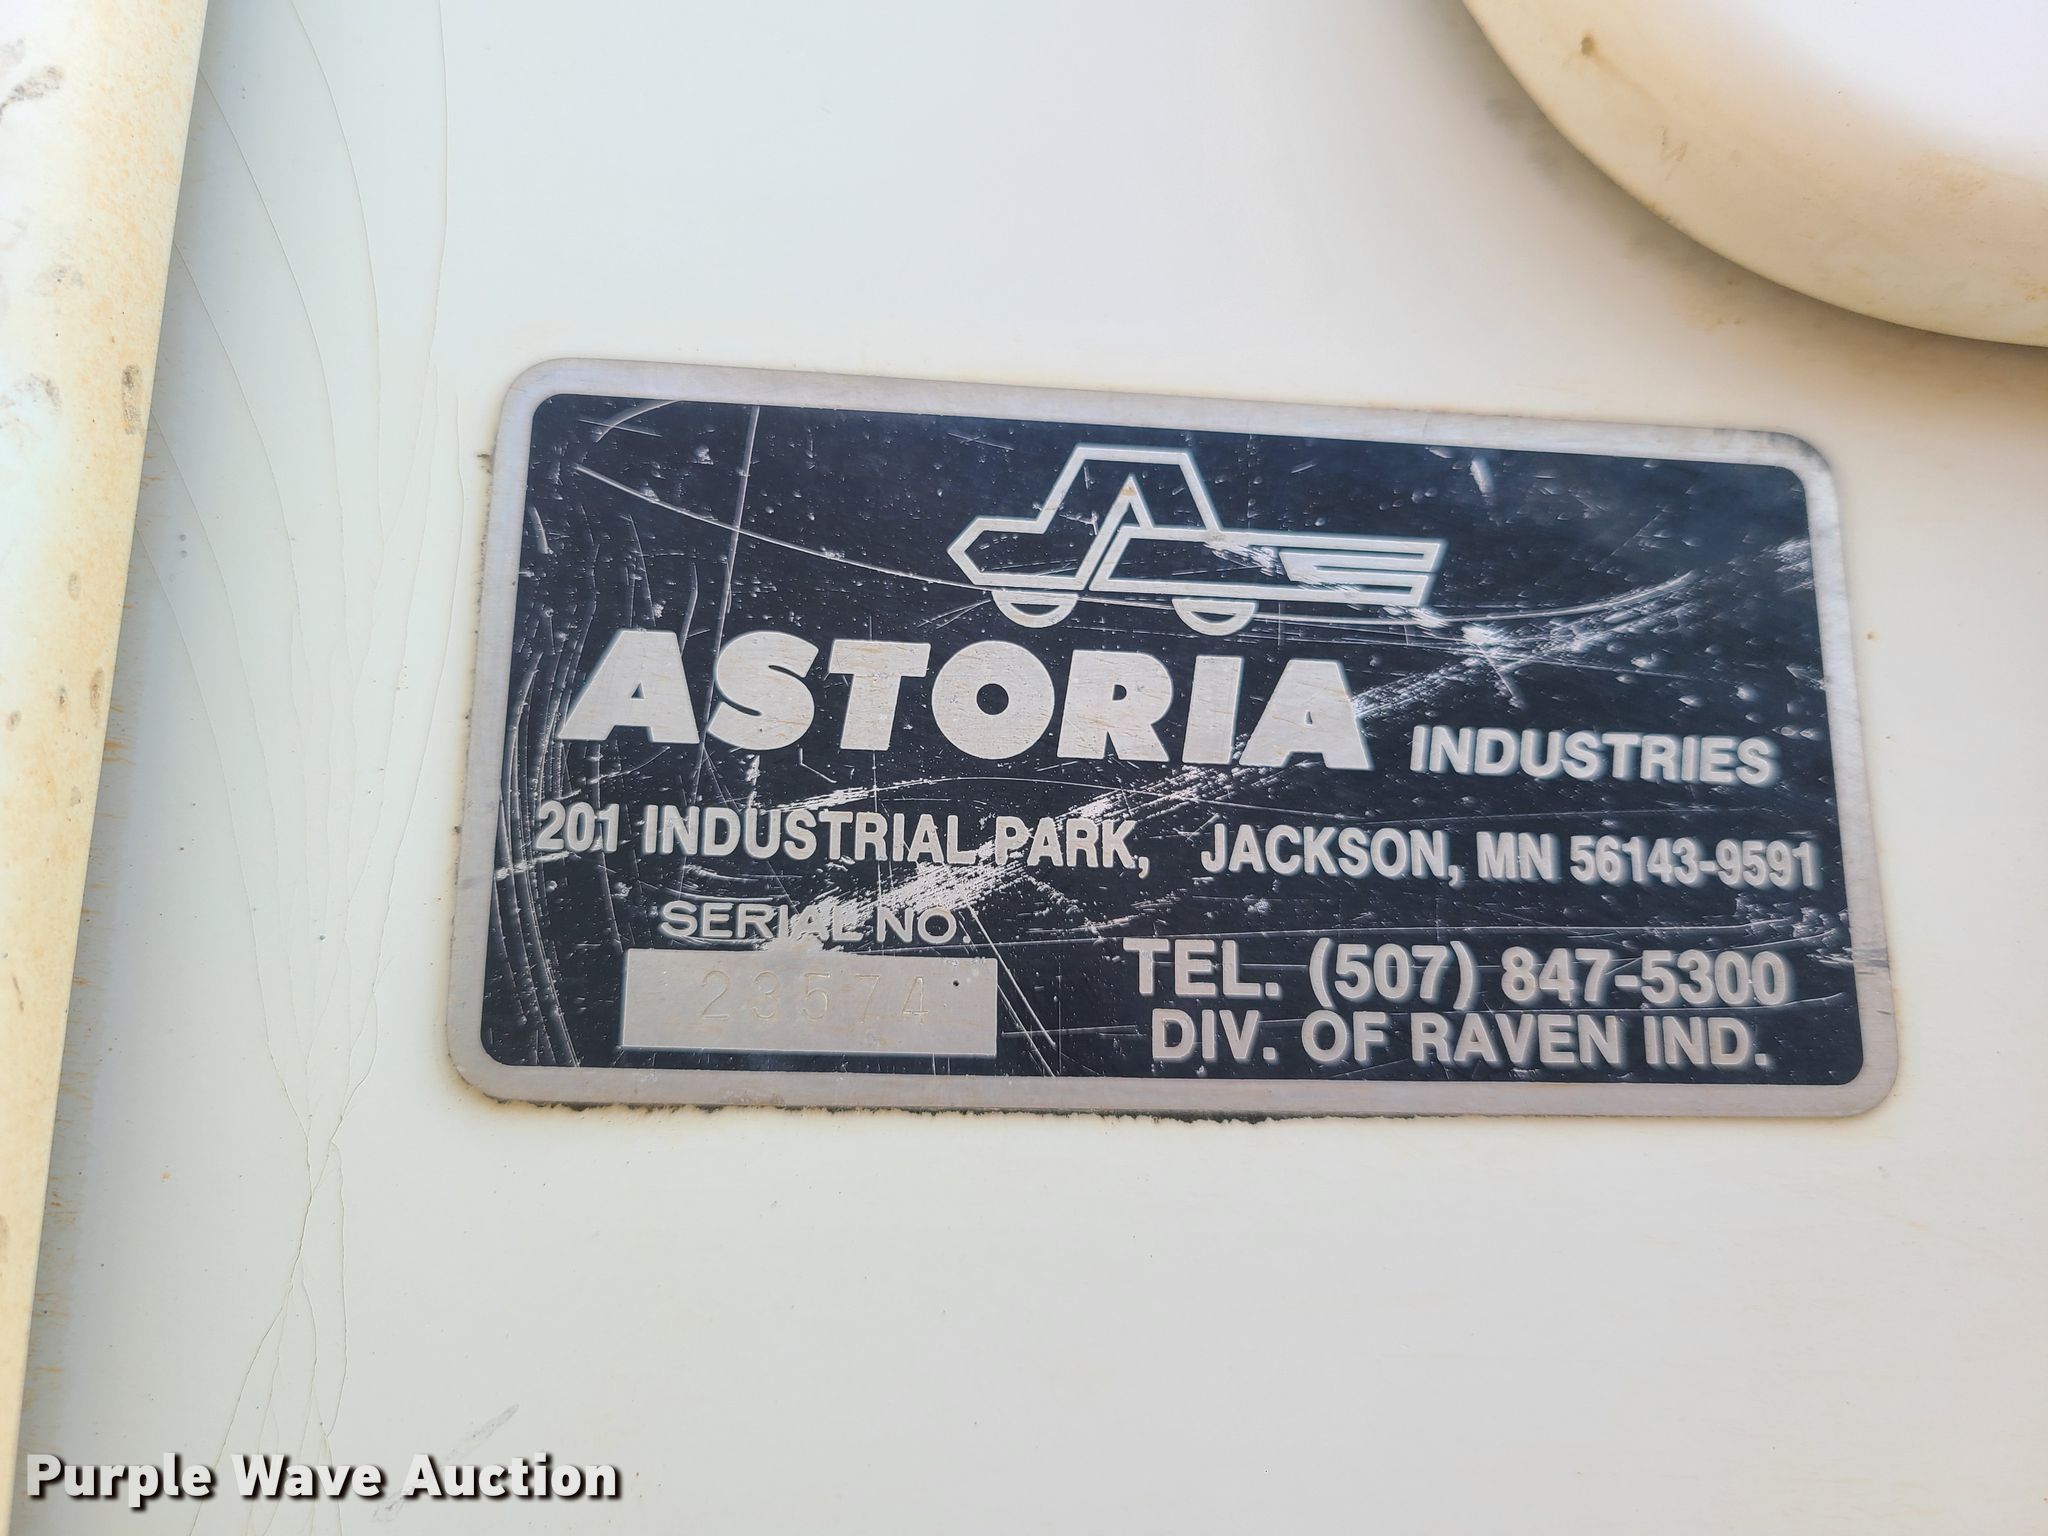 ASTORIA INDUSTRIES
201 INDUSTRIAL PARK, JACKSON, MN 56143-9591
SERIAL NO.
23574
TEL. (507) 847-5300
DIV. OF RAVEN IND.
Purple Wave Auction